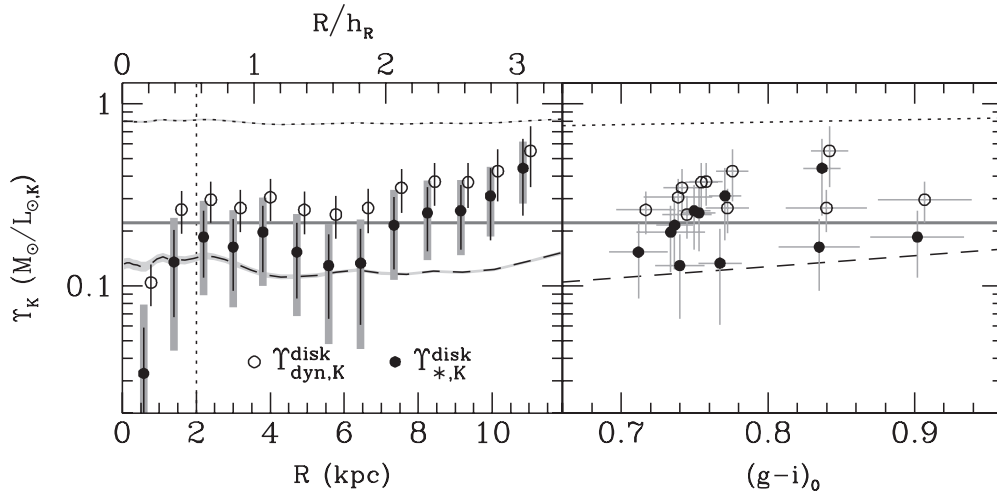 R/h_R
0 1 2 3
1
0.1
ϒ_K (M_⊙/L_⊙,K)
ϒ^disk_dyn,K ϒ^disk_*,K
0 2 4 6 8 10 0.7 0.8 0.9
R (kpc) (g−i)_0